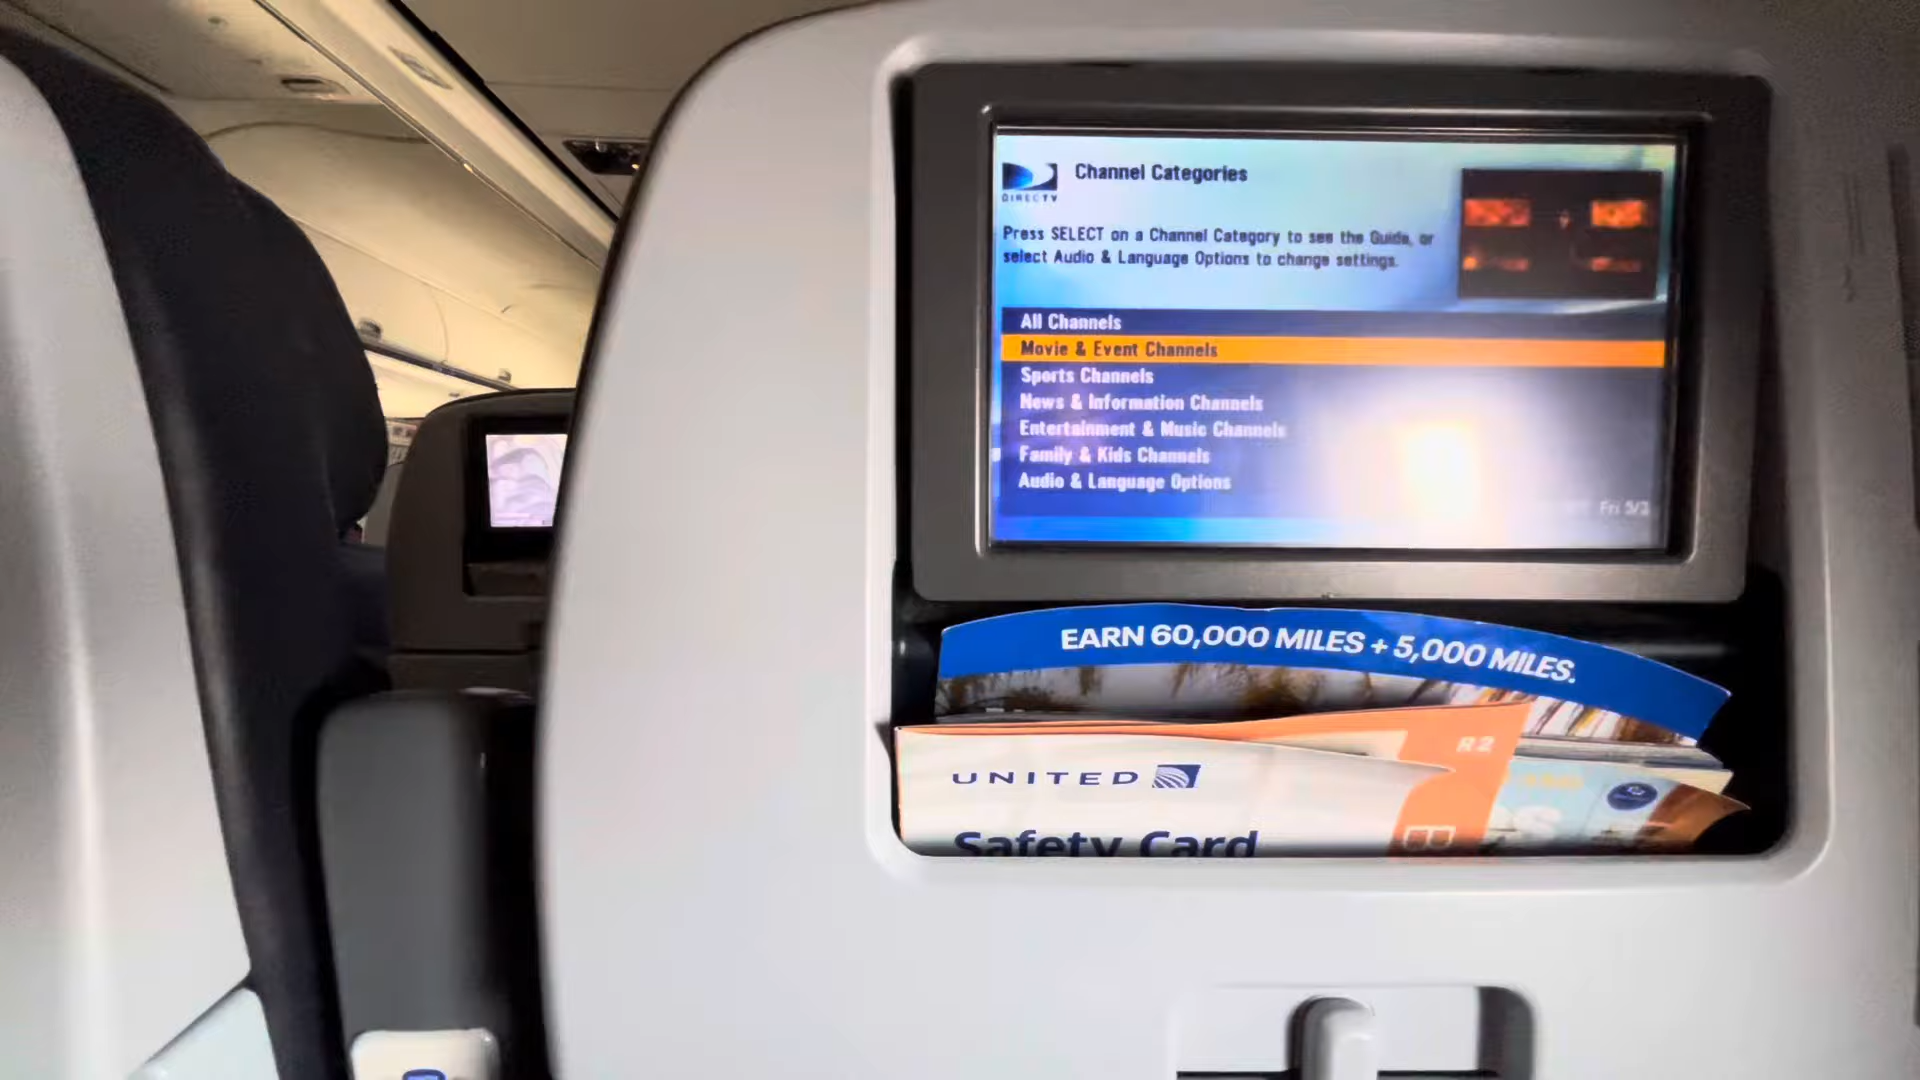 Channel Categories
DIRECTV
Press SELECT on a Channel Category to see the Guide, or
select Audio & Language Options to change settings.
All Channels
Movie & Event Channels
Sports Channels
News & Information Channels
Entertainment & Music Channels
Family & Kids Channels
Audio & Language Options
Fri 5/3
EARN 60,000 MILES + 5,000 MILES.
R2
UNITED
Safety Card